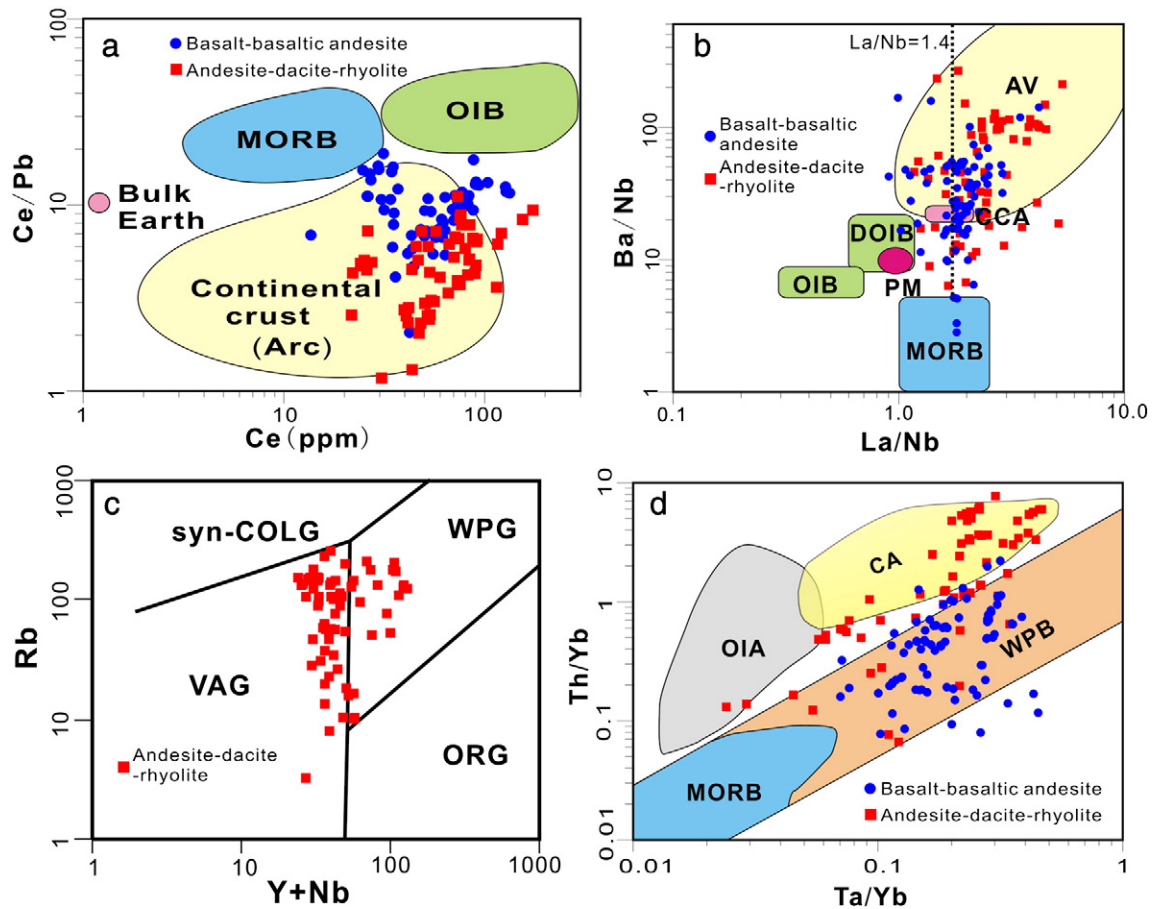 a
Basalt-basaltic andesite
Andesite-dacite-rhyolite
100
10
1
Ce/Pb
MORB
OIB
Bulk
Earth
Continental
crust
(Arc)
10
100
Ce(ppm)
b
La/Nb=1.4
AV
Basalt-basaltic
andesite
Andesite-dacite
-rhyolite
100
10
1
Ba/Nb
CCA
DOIB
OIB
PM
MORB
0.1
1.0
10.0
La/Nb
c
1000
100
10
1
Rb
syn-COLG
WPG
VAG
ORG
Andesite-dacite
-rhyolite
1
10
100
1000
Y+Nb
d
10
1
0.1
0.01
Th/Yb
CA
OIA
WPB
MORB
Basalt-basaltic andesite
Andesite-dacite-rhyolite
0.01
0.1
1
Ta/Yb